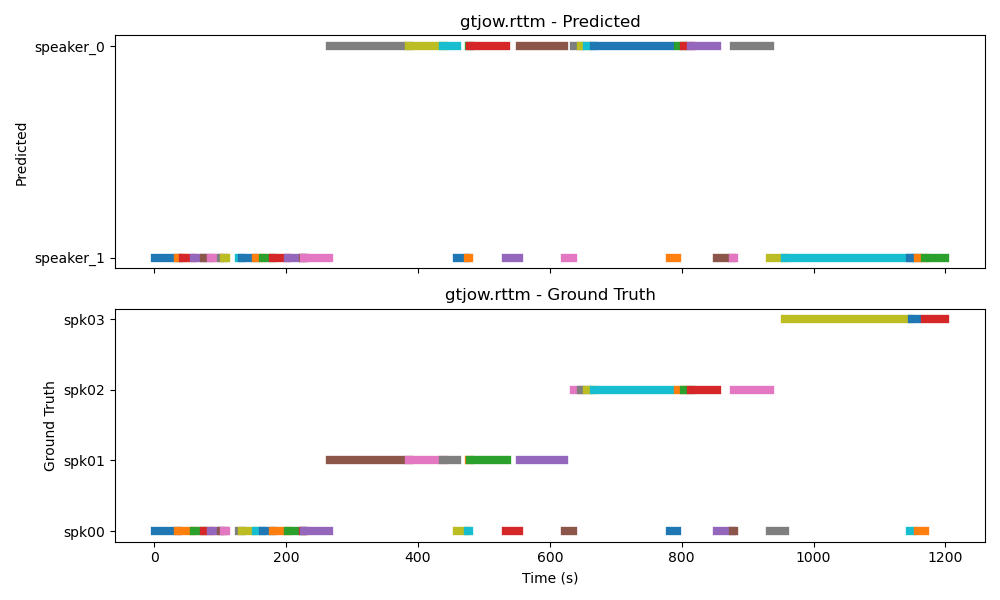 gtjow.rttm - Predicted
speaker_0
Predicted
speaker_1
gtjow.rttm - Ground Truth
spk03
spk02
Ground Truth
spk01
spk00
0 200 400 600 800 1000 1200
Time (s)